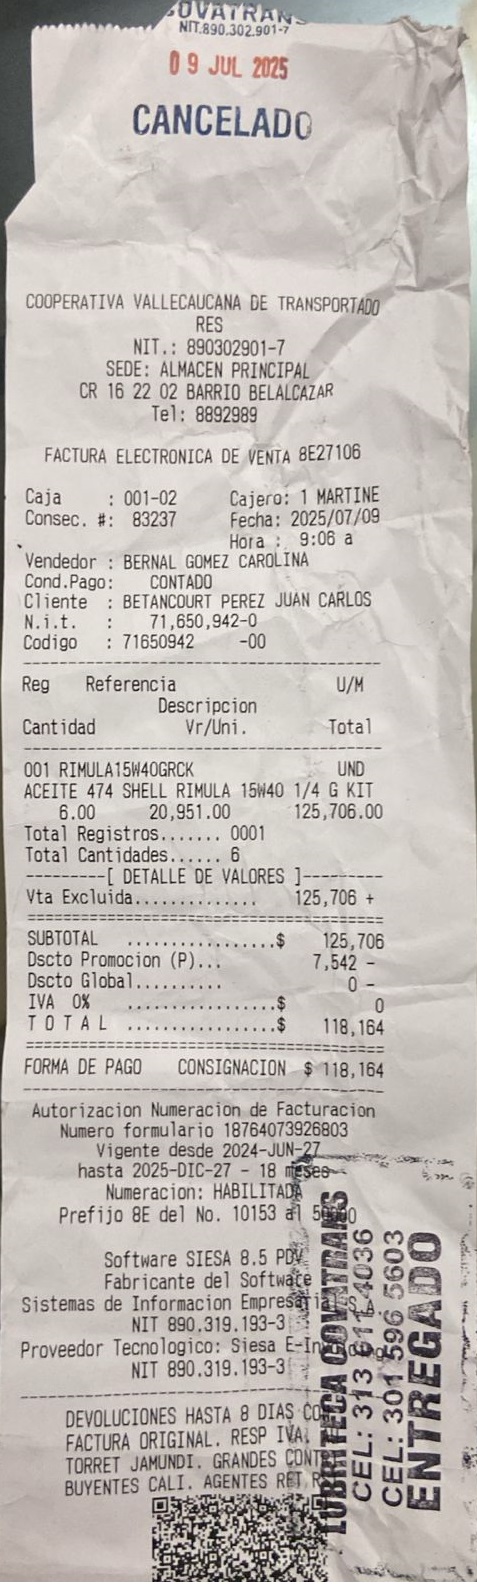 COVATRANS
NIT.890.302.901-7
09 JUL 2025
CANCELADO
COOPERATIVA VALLECAUCANA DE TRANSPORTADO
RES
NIT.: 890302901-7
SEDE: ALMACEN PRINCIPAL
CR 16 22 02 BARRIO BELALCAZAR
Tel: 8892989
FACTURA ELECTRONICA DE VENTA 8E27106
Caja : 001-02 Cajero: 1 MARTINE
Consec. #: 83237 Fecha: 2025/07/09
Hora : 9:06 a
Vendedor : BERNAL GOMEZ CAROLINA
Cond.Pago: CONTADO
Cliente : BETANCOURT PEREZ JUAN CARLOS
N.i.t. : 71,650,942-0
Codigo : 71650942 -00
Reg Referencia U/M
Descripcion
Cantidad Vr/Uni. Total
001 RIMULA15W40GRCK UND
ACEITE 474 SHELL RIMULA 15W40 1/4 G KIT
6.00 20,951.00 125,706.00
Total Registros....... 0001
Total Cantidades...... 6
---------[ DETALLE DE VALORES ]---------
Vta Excluida.............. 125,706 +
SUBTOTAL ................$ 125,706
Dscto Promocion (P)... 7,542 -
Dscto Global.......... 0 -
IVA 0% ................$ 0
T O T A L ................$ 118,164
FORMA DE PAGO CONSIGNACION $ 118,164
Autorizacion Numeracion de Facturacion
Numero formulario 18764073926803
Vigente desde 2024-JUN-27
hasta 2025-DIC-27 - 18 meses
Numeracion: HABILITADA
Prefijo 8E del No. 10153 al
Software SIESA 8.5 PDV
Fabricante del Software
Sistemas de Informacion Empresarial S.A.
NIT 890.319.193-3
Proveedor Tecnologico: Siesa
NIT 890.319.193-3
DEVOLUCIONES HASTA 8 DIAS
FACTURA ORIGINAL. RESP IVA.
TORRET JAMUNDI. GRANDES
BUYENTES CALI. AGENTES RET
LUBRITECA COVATRANS
CEL: 313
CEL: 301 596 5603
ENTREGADO